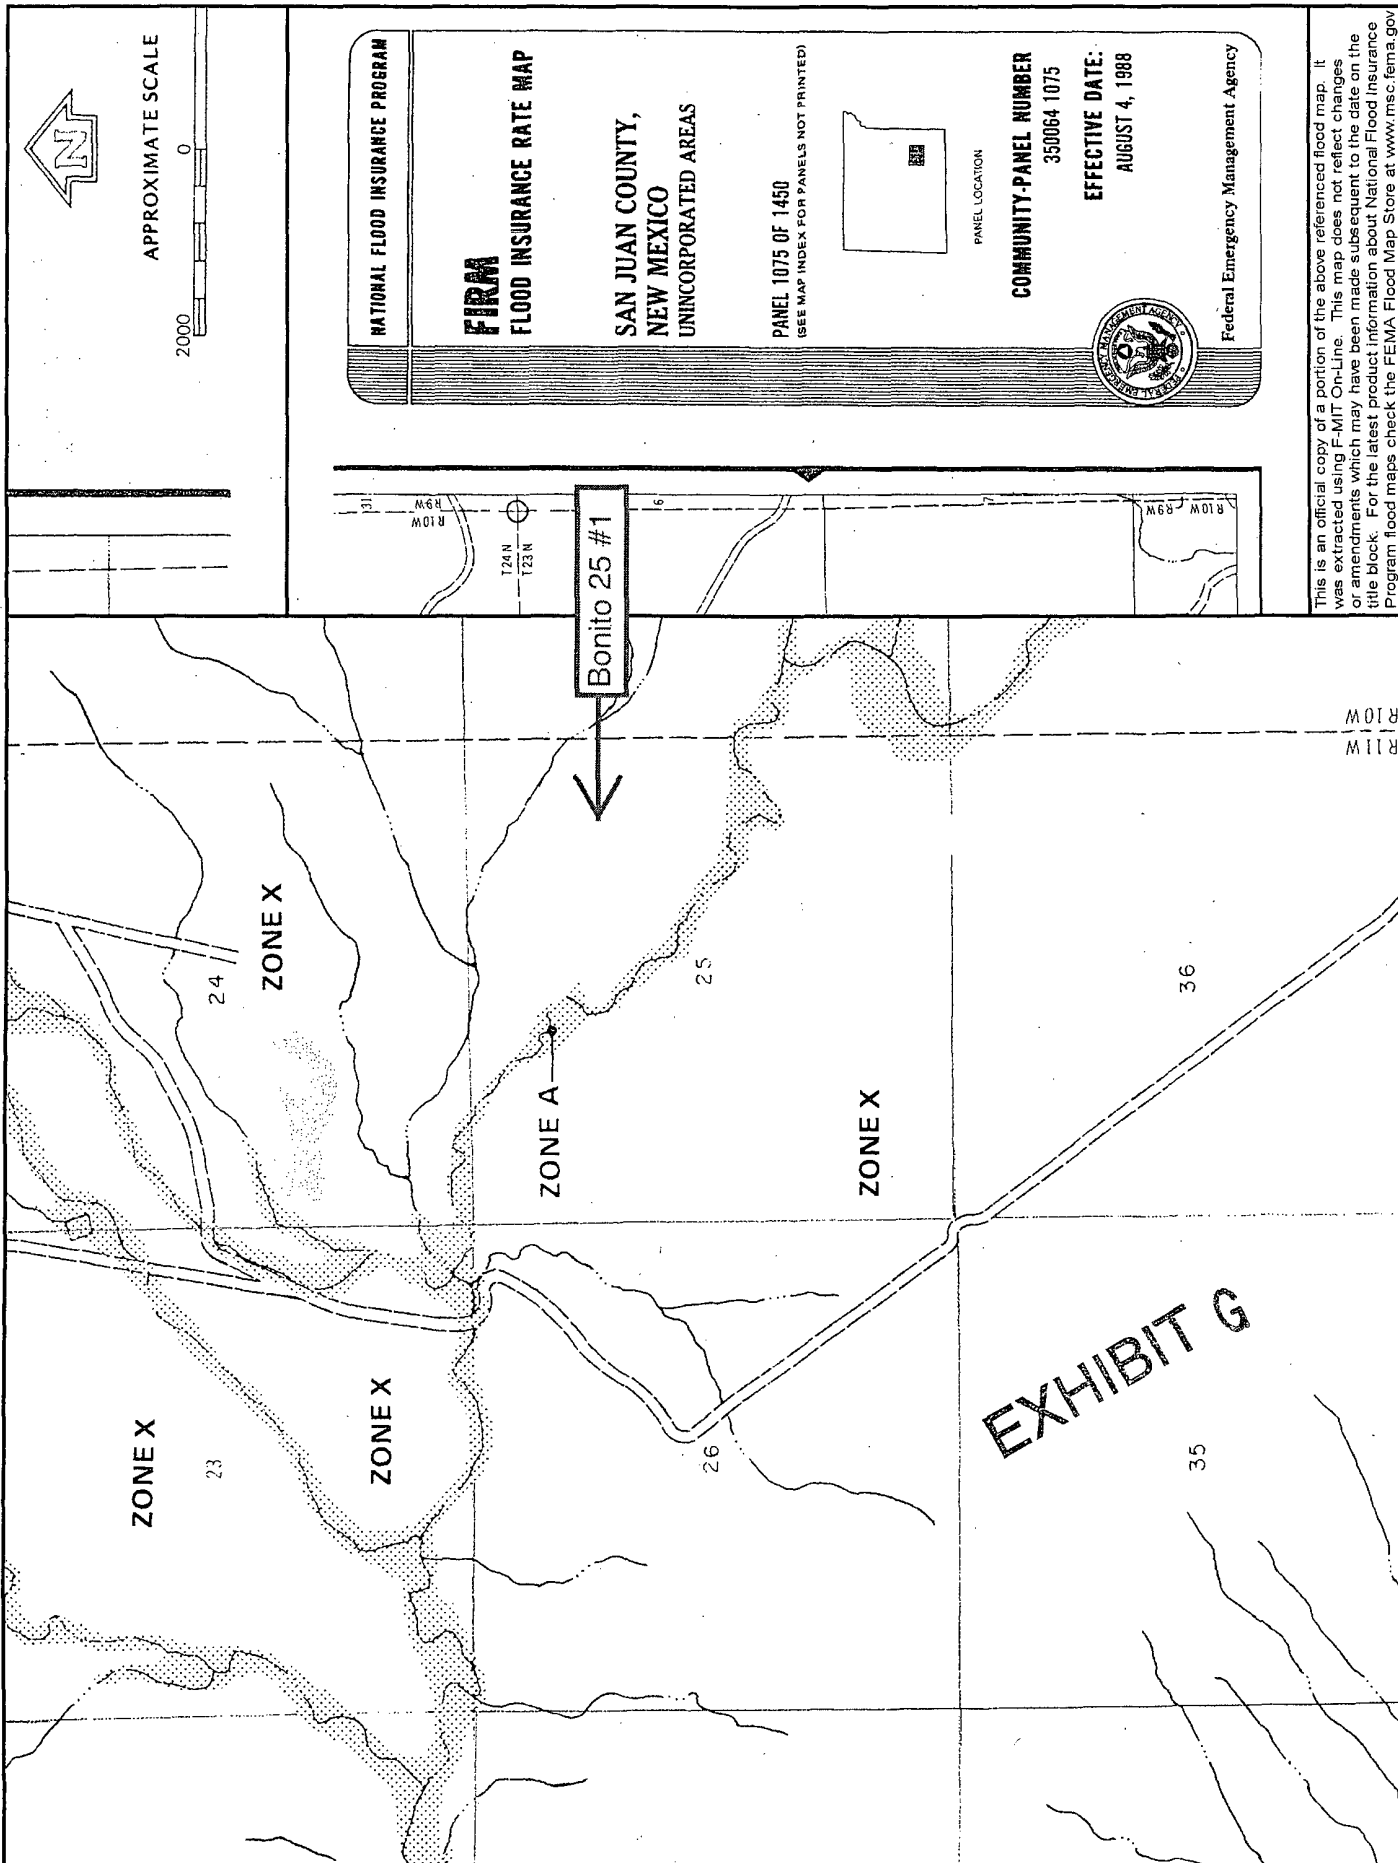 N
APPROXIMATE SCALE
2000 0
NATIONAL FLOOD INSURANCE PROGRAM
FIRM
FLOOD INSURANCE RATE MAP
SAN JUAN COUNTY,
NEW MEXICO
UNINCORPORATED AREAS
PANEL 1075 OF 1450
(SEE MAP INDEX FOR PANELS NOT PRINTED)
PANEL LOCATION
COMMUNITY-PANEL NUMBER
350064 1075
EFFECTIVE DATE:
AUGUST 4, 1988
FEDERAL EMERGENCY MANAGEMENT AGENCY
Federal Emergency Management Agency
This is an official copy of a portion of the above referenced flood map. It
was extracted using F-MIT On-Line. This map does not reflect changes
or amendments which may have been made subsequent to the date on the
title block. For the latest product information about National Flood Insurance
Program flood maps check the FEMA Flood Map Store at www.msc.fema.gov
31
R10W R9W
T24N
T23N
6
7
R9W
R10W
Bonito 25 #1
ZONE X
23
ZONE X
24
ZONE X
ZONE A
25
26
ZONE X
36
35
R11W R10W
EXHIBIT G